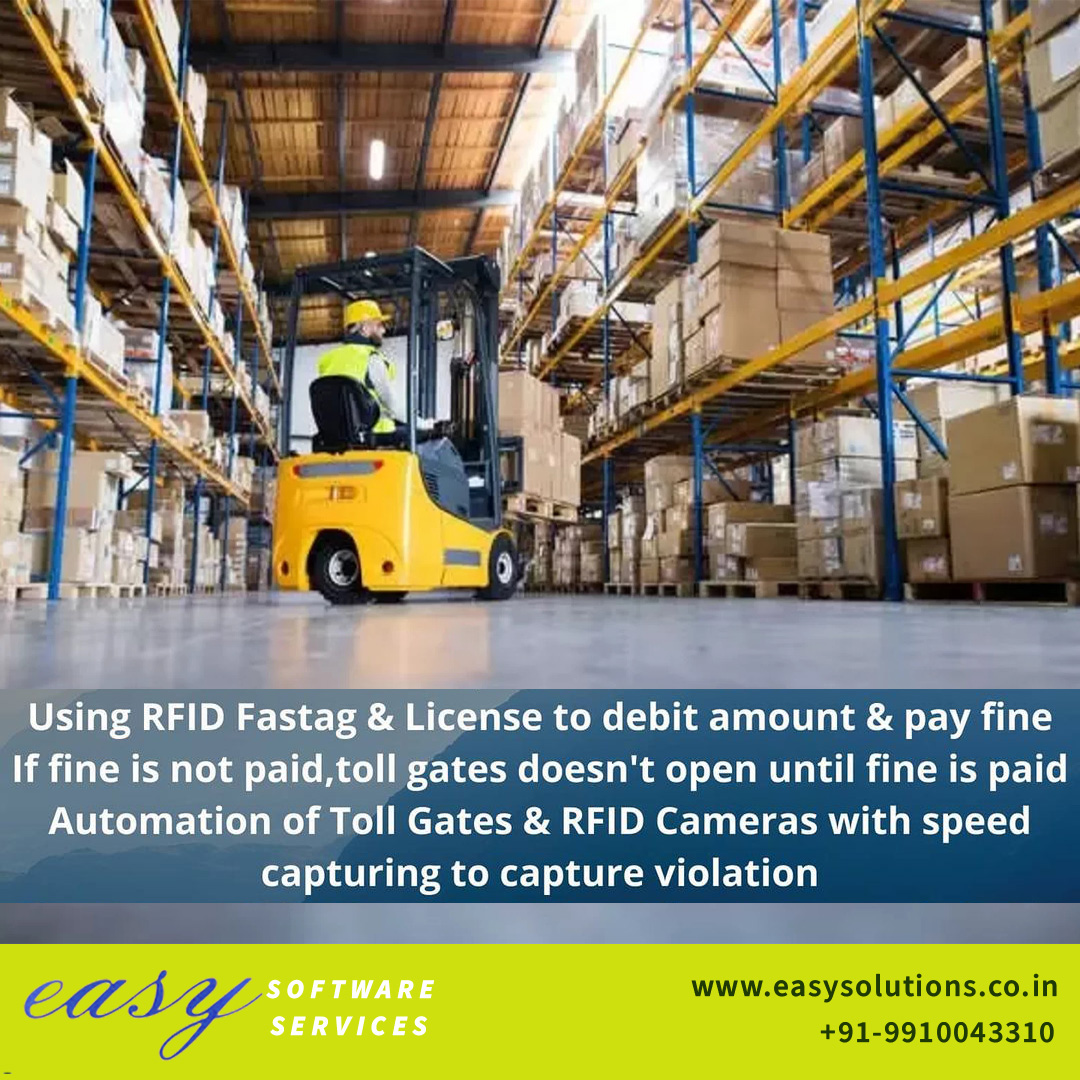 Using RFID Fastag & License to debit amount & pay fine
If fine is not paid,toll gates doesn't open until fine is paid
Automation of Toll Gates & RFID Cameras with speed
capturing to capture violation
easy SOFTWARE
SERVICES
www.easysolutions.co.in
+91-9910043310